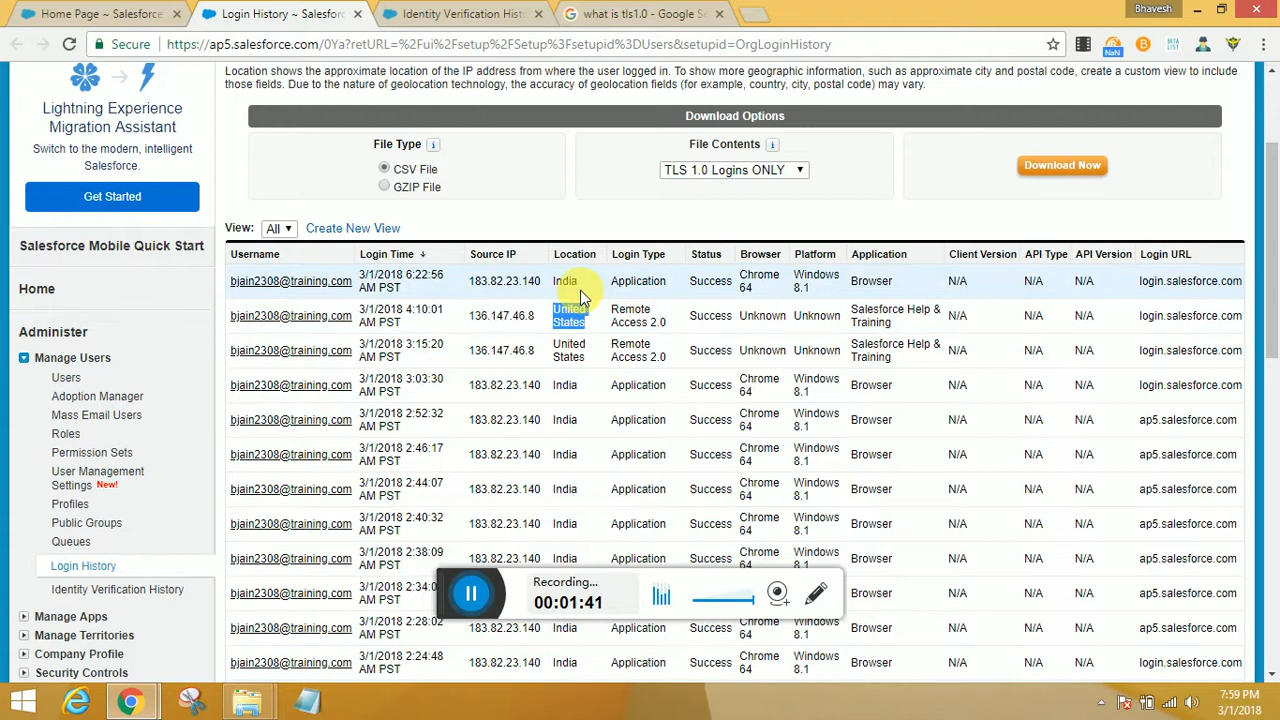 Home Page ~ Salesforce
Login History ~ Salesfor
Identity Verification Hist
what is tls1.0 - Google S
Bhavesh
Secure
https://ap5.salesforce.com/0Ya?retURL=%2Fui%2Fsetup%2FSetup%3Fsetupid%3DUsers&setupid=OrgLoginHistory
BETA
LIST
NaN
Location shows the approximate location of the IP address from where the user logged in. To show more geographic information, such as approximate city and postal code, create a custom view to include
those fields. Due to the nature of geolocation technology, the accuracy of geolocation fields (for example, country, city, postal code) may vary.
Lightning Experience
Migration Assistant
Switch to the modern, intelligent
Salesforce.
Get Started
Download Options
File Type i
CSV File
GZIP File
File Contents i
TLS 1.0 Logins ONLY
Download Now
View: All Create New View
Salesforce Mobile Quick Start
Home
Administer
Manage Users
Users
Adoption Manager
Mass Email Users
Roles
Permission Sets
User Management
Settings New!
Profiles
Public Groups
Queues
Login History
Identity Verification History
Manage Apps
Manage Territories
Company Profile
Security Controls
Username Login Time Source IP Location Login Type Status Browser Platform Application Client Version API Type API Version Login URL
bjain2308@training.com 3/1/2018 6:22:56 AM PST 183.82.23.140 India Application Success Chrome 64 Windows 8.1 Browser N/A N/A N/A login.salesforce.com
bjain2308@training.com 3/1/2018 4:10:01 AM PST 136.147.46.8 United States Remote Access 2.0 Success Unknown Unknown Salesforce Help & Training N/A N/A N/A login.salesforce.com
bjain2308@training.com 3/1/2018 3:15:20 AM PST 136.147.46.8 United States Remote Access 2.0 Success Unknown Unknown Salesforce Help & Training N/A N/A N/A login.salesforce.com
bjain2308@training.com 3/1/2018 3:03:30 AM PST 183.82.23.140 India Application Success Chrome 64 Windows 8.1 Browser N/A N/A N/A login.salesforce.com
bjain2308@training.com 3/1/2018 2:52:32 AM PST 183.82.23.140 India Application Success Chrome 64 Windows 8.1 Browser N/A N/A N/A ap5.salesforce.com
bjain2308@training.com 3/1/2018 2:46:17 AM PST 183.82.23.140 India Application Success Chrome 64 Windows 8.1 Browser N/A N/A N/A ap5.salesforce.com
bjain2308@training.com 3/1/2018 2:44:07 AM PST 183.82.23.140 India Application Success Chrome 64 Windows 8.1 Browser N/A N/A N/A ap5.salesforce.com
bjain2308@training.com 3/1/2018 2:40:32 AM PST 183.82.23.140 India Application Success Chrome 64 Windows 8.1 Browser N/A N/A N/A ap5.salesforce.com
bjain2308@training.com 3/1/2018 2:38:09 AM PST 183.82.23.140 India Application Success Chrome 64 Windows 8.1 Browser N/A N/A N/A ap5.salesforce.com
bjain2308@training.com 3/1/2018 2:34:0 AM PST Browser N/A N/A N/A ap5.salesforce.com
bjain2308@training.com 3/1/2018 2:28:02 AM PST 183.82.23.140 India Application Success Chrome 64 Windows 8.1 Browser N/A N/A N/A ap5.salesforce.com
bjain2308@training.com 3/1/2018 2:24:48 AM PST 183.82.23.140 India Application Success Chrome 64 Windows 8.1 Browser N/A N/A N/A ap5.salesforce.com
Recording...
00:01:41
7:59 PM
3/1/2018